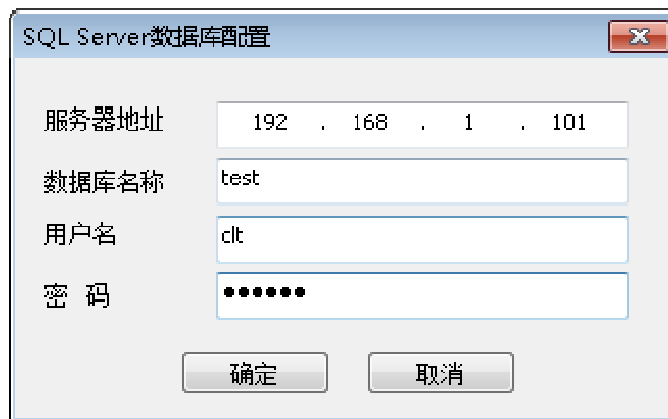 SQL Server数据库配置
服务器地址 192 . 168 . 1 . 101
数据库名称 test
用户名 clt
密 码 ●●●●●●
确定 取消